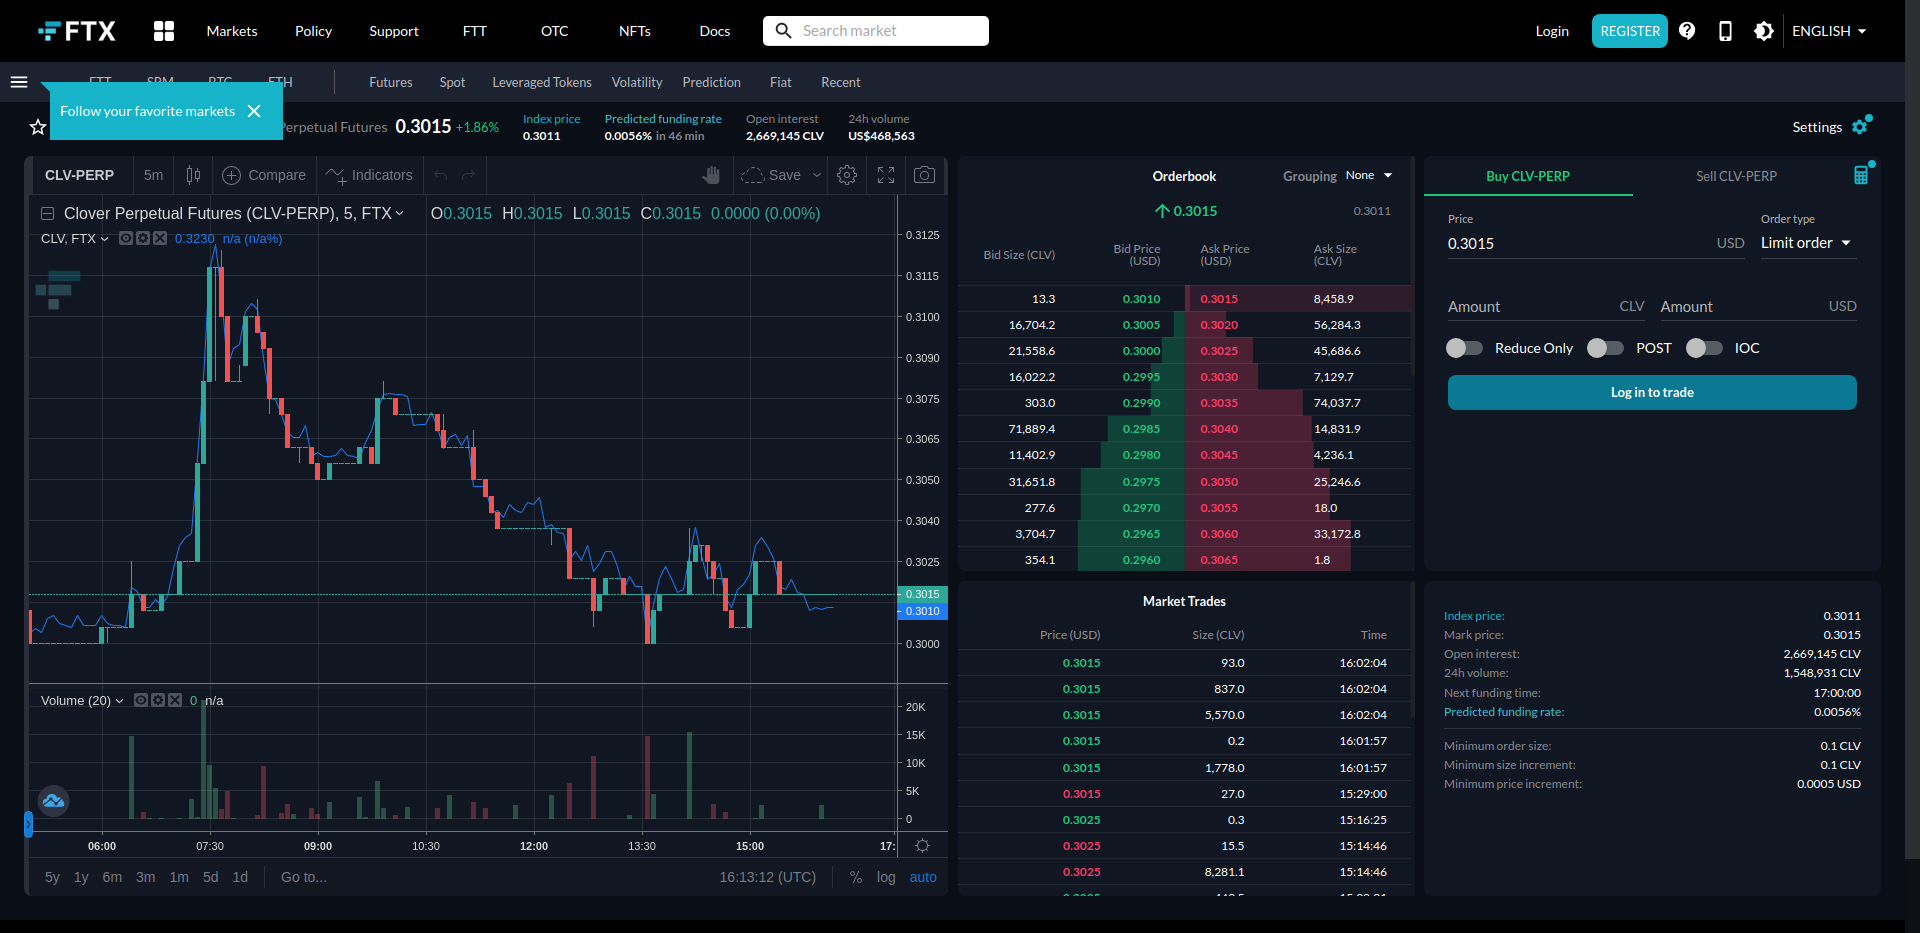 FTX Markets Policy Support FTT OTC NFTs Docs Search market Login REGISTER ENGLISH
FTT SRM BTC ETH Futures Spot Leveraged Tokens Volatility Prediction Fiat Recent
Follow your favorite markets
Perpetual Futures 0.3015 +1.86%
Index price
0.3011
Predicted funding rate
0.0056% in 46 min
Open interest
2,669,145 CLV
24h volume
US$468,563
Settings
CLV-PERP 5m Compare Indicators Save
Clover Perpetual Futures (CLV-PERP), 5, FTX O0.3015 H0.3015 L0.3015 C0.3015 0.0000 (0.00%)
CLV, FTX 0.3230 n/a (n/a%)
0.3125
0.3115
0.3100
0.3090
0.3075
0.3065
0.3050
0.3040
0.3025
0.3015
0.3010
0.3000
Volume (20) 0 n/a
20K
15K
10K
5K
0
06:00 07:30 09:00 10:30 12:00 13:30 15:00 17:
5y 1y 6m 3m 1m 5d 1d Go to... 16:13:12 (UTC) % log auto
Orderbook Grouping None
0.3015 0.3011
Bid Size (CLV) Bid Price (USD) Ask Price (USD) Ask Size (CLV)
13.3 0.3010 0.3015 8,458.9
16,704.2 0.3005 0.3020 56,284.3
21,558.6 0.3000 0.3025 45,686.6
16,022.2 0.2995 0.3030 7,129.7
303.0 0.2990 0.3035 74,037.7
71,889.4 0.2985 0.3040 14,831.9
11,402.9 0.2980 0.3045 4,236.1
31,651.8 0.2975 0.3050 25,246.6
277.6 0.2970 0.3055 18.0
3,704.7 0.2965 0.3060 33,172.8
354.1 0.2960 0.3065 1.8
Market Trades
Price (USD) Size (CLV) Time
0.3015 93.0 16:02:04
0.3015 837.0 16:02:04
0.3015 5,570.0 16:02:04
0.3015 0.2 16:01:57
0.3015 1,778.0 16:01:57
0.3015 27.0 15:29:00
0.3025 0.3 15:16:25
0.3025 15.5 15:14:46
0.3025 8,281.1 15:14:46
Buy CLV-PERP Sell CLV-PERP
Price Order type
0.3015 USD Limit order
Amount CLV Amount USD
Reduce Only POST IOC
Log in to trade
Index price: 0.3011
Mark price: 0.3015
Open interest: 2,669,145 CLV
24h volume: 1,548,931 CLV
Next funding time: 17:00:00
Predicted funding rate: 0.0056%
Minimum order size: 0.1 CLV
Minimum size increment: 0.1 CLV
Minimum price increment: 0.0005 USD